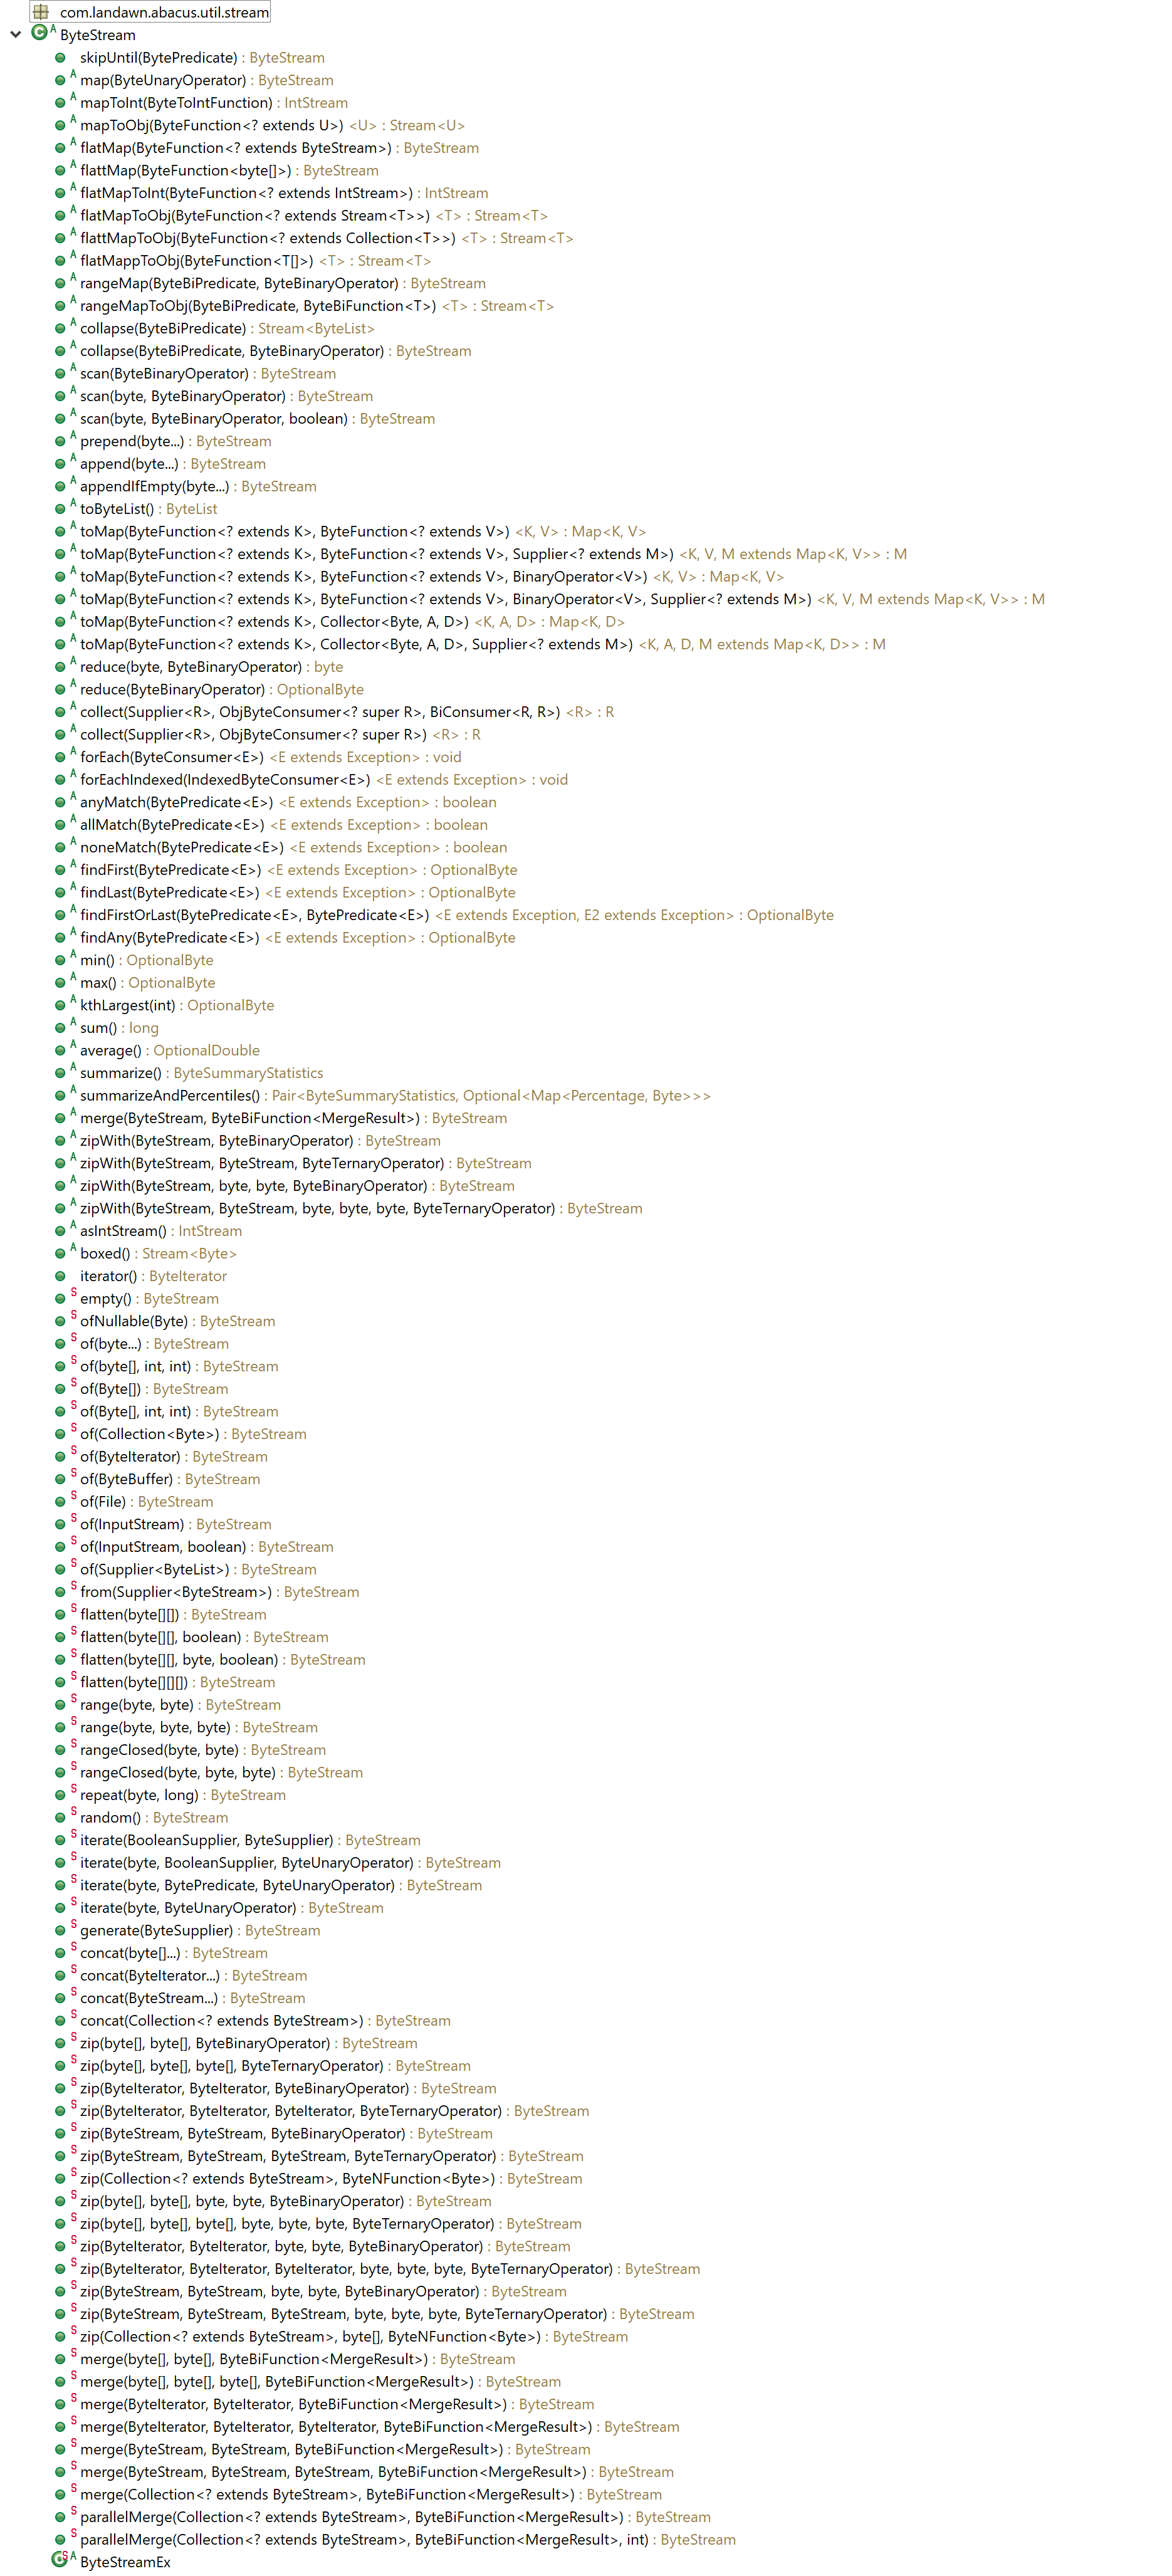 com.landawn.abacus.util.stream
ByteStream
skipUntil(BytePredicate) : ByteStream
map(ByteUnaryOperator) : ByteStream
mapToInt(ByteToIntFunction) : IntStream
mapToObj(ByteFunction<? extends U>) <U> : Stream<U>
flatMap(ByteFunction<? extends ByteStream>) : ByteStream
flattMap(ByteFunction<byte[]>) : ByteStream
flatMapToInt(ByteFunction<? extends IntStream>) : IntStream
flatMapToObj(ByteFunction<? extends Stream<T>>) <T> : Stream<T>
flattMapToObj(ByteFunction<? extends Collection<T>>) <T> : Stream<T>
flatMappToObj(ByteFunction<T[]>) <T> : Stream<T>
rangeMap(ByteBiPredicate, ByteBinaryOperator) : ByteStream
rangeMapToObj(ByteBiPredicate, ByteBiFunction<T>) <T> : Stream<T>
collapse(ByteBiPredicate) : Stream<ByteList>
collapse(ByteBiPredicate, ByteBinaryOperator) : ByteStream
scan(ByteBinaryOperator) : ByteStream
scan(byte, ByteBinaryOperator) : ByteStream
scan(byte, ByteBinaryOperator, boolean) : ByteStream
prepend(byte...) : ByteStream
append(byte...) : ByteStream
appendIfEmpty(byte...) : ByteStream
toByteList() : ByteList
toMap(ByteFunction<? extends K>, ByteFunction<? extends V>) <K, V> : Map<K, V>
toMap(ByteFunction<? extends K>, ByteFunction<? extends V>, Supplier<? extends M>) <K, V, M extends Map<K, V>> : M
toMap(ByteFunction<? extends K>, ByteFunction<? extends V>, BinaryOperator<V>) <K, V> : Map<K, V>
toMap(ByteFunction<? extends K>, ByteFunction<? extends V>, BinaryOperator<V>, Supplier<? extends M>) <K, V, M extends Map<K, V>> : M
toMap(ByteFunction<? extends K>, Collector<Byte, A, D>) <K, A, D> : Map<K, D>
toMap(ByteFunction<? extends K>, Collector<Byte, A, D>, Supplier<? extends M>) <K, A, D, M extends Map<K, D>> : M
reduce(byte, ByteBinaryOperator) : byte
reduce(ByteBinaryOperator) : OptionalByte
collect(Supplier<R>, ObjByteConsumer<? super R>, BiConsumer<R, R>) <R> : R
collect(Supplier<R>, ObjByteConsumer<? super R>) <R> : R
forEach(ByteConsumer<E>) <E extends Exception> : void
forEachIndexed(IndexedByteConsumer<E>) <E extends Exception> : void
anyMatch(BytePredicate<E>) <E extends Exception> : boolean
allMatch(BytePredicate<E>) <E extends Exception> : boolean
noneMatch(BytePredicate<E>) <E extends Exception> : boolean
findFirst(BytePredicate<E>) <E extends Exception> : OptionalByte
findLast(BytePredicate<E>) <E extends Exception> : OptionalByte
findFirstOrLast(BytePredicate<E>, BytePredicate<E>) <E extends Exception, E2 extends Exception> : OptionalByte
findAny(BytePredicate<E>) <E extends Exception> : OptionalByte
min() : OptionalByte
max() : OptionalByte
kthLargest(int) : OptionalByte
sum() : long
average() : OptionalDouble
summarize() : ByteSummaryStatistics
summarizeAndPercentiles() : Pair<ByteSummaryStatistics, Optional<Map<Percentage, Byte>>>
merge(ByteStream, ByteBiFunction<MergeResult>) : ByteStream
zipWith(ByteStream, ByteBinaryOperator) : ByteStream
zipWith(ByteStream, ByteStream, ByteTernaryOperator) : ByteStream
zipWith(ByteStream, byte, byte, ByteBinaryOperator) : ByteStream
zipWith(ByteStream, ByteStream, byte, byte, byte, ByteTernaryOperator) : ByteStream
asIntStream() : IntStream
boxed() : Stream<Byte>
iterator() : ByteIterator
empty() : ByteStream
ofNullable(Byte) : ByteStream
of(byte...) : ByteStream
of(byte[], int, int) : ByteStream
of(Byte[]) : ByteStream
of(Byte[], int, int) : ByteStream
of(Collection<Byte>) : ByteStream
of(ByteIterator) : ByteStream
of(ByteBuffer) : ByteStream
of(File) : ByteStream
of(InputStream) : ByteStream
of(InputStream, boolean) : ByteStream
of(Supplier<ByteList>) : ByteStream
from(Supplier<ByteStream>) : ByteStream
flatten(byte[][]) : ByteStream
flatten(byte[][], boolean) : ByteStream
flatten(byte[][], byte, boolean) : ByteStream
flatten(byte[][][]) : ByteStream
range(byte, byte) : ByteStream
range(byte, byte, byte) : ByteStream
rangeClosed(byte, byte) : ByteStream
rangeClosed(byte, byte, byte) : ByteStream
repeat(byte, long) : ByteStream
random() : ByteStream
iterate(BooleanSupplier, ByteSupplier) : ByteStream
iterate(byte, BooleanSupplier, ByteUnaryOperator) : ByteStream
iterate(byte, BytePredicate, ByteUnaryOperator) : ByteStream
iterate(byte, ByteUnaryOperator) : ByteStream
generate(ByteSupplier) : ByteStream
concat(byte[]...) : ByteStream
concat(ByteIterator...) : ByteStream
concat(ByteStream...) : ByteStream
concat(Collection<? extends ByteStream>) : ByteStream
zip(byte[], byte[], ByteBinaryOperator) : ByteStream
zip(byte[], byte[], byte[], ByteTernaryOperator) : ByteStream
zip(ByteIterator, ByteIterator, ByteBinaryOperator) : ByteStream
zip(ByteIterator, ByteIterator, ByteIterator, ByteTernaryOperator) : ByteStream
zip(ByteStream, ByteStream, ByteBinaryOperator) : ByteStream
zip(ByteStream, ByteStream, ByteStream, ByteTernaryOperator) : ByteStream
zip(Collection<? extends ByteStream>, ByteNFunction<Byte>) : ByteStream
zip(byte[], byte[], byte, byte, ByteBinaryOperator) : ByteStream
zip(byte[], byte[], byte[], byte, byte, byte, ByteTernaryOperator) : ByteStream
zip(ByteIterator, ByteIterator, byte, byte, ByteBinaryOperator) : ByteStream
zip(ByteIterator, ByteIterator, ByteIterator, byte, byte, byte, ByteTernaryOperator) : ByteStream
zip(ByteStream, ByteStream, byte, byte, ByteBinaryOperator) : ByteStream
zip(ByteStream, ByteStream, ByteStream, byte, byte, byte, ByteTernaryOperator) : ByteStream
zip(Collection<? extends ByteStream>, byte[], ByteNFunction<Byte>) : ByteStream
merge(byte[], byte[], ByteBiFunction<MergeResult>) : ByteStream
merge(byte[], byte[], byte[], ByteBiFunction<MergeResult>) : ByteStream
merge(ByteIterator, ByteIterator, ByteBiFunction<MergeResult>) : ByteStream
merge(ByteIterator, ByteIterator, ByteIterator, ByteBiFunction<MergeResult>) : ByteStream
merge(ByteStream, ByteStream, ByteBiFunction<MergeResult>) : ByteStream
merge(ByteStream, ByteStream, ByteStream, ByteBiFunction<MergeResult>) : ByteStream
merge(Collection<? extends ByteStream>, ByteBiFunction<MergeResult>) : ByteStream
parallelMerge(Collection<? extends ByteStream>, ByteBiFunction<MergeResult>) : ByteStream
parallelMerge(Collection<? extends ByteStream>, ByteBiFunction<MergeResult>, int) : ByteStream
ByteStreamEx